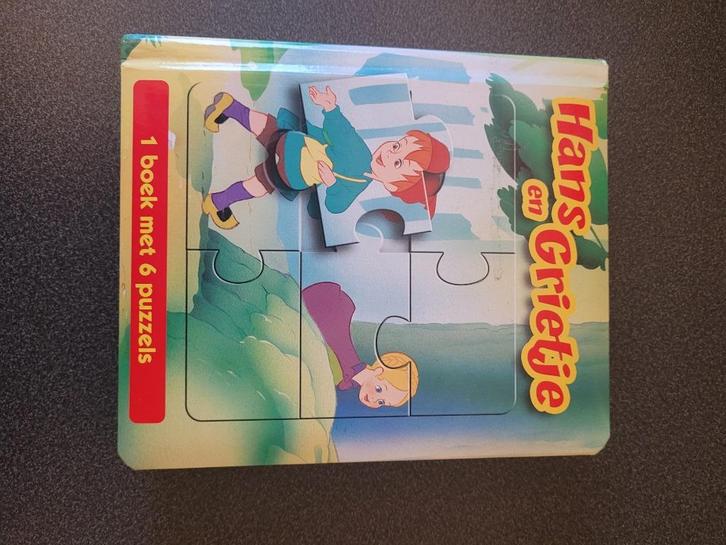 Hans
en Grietje
1 boek met 6 puzzels